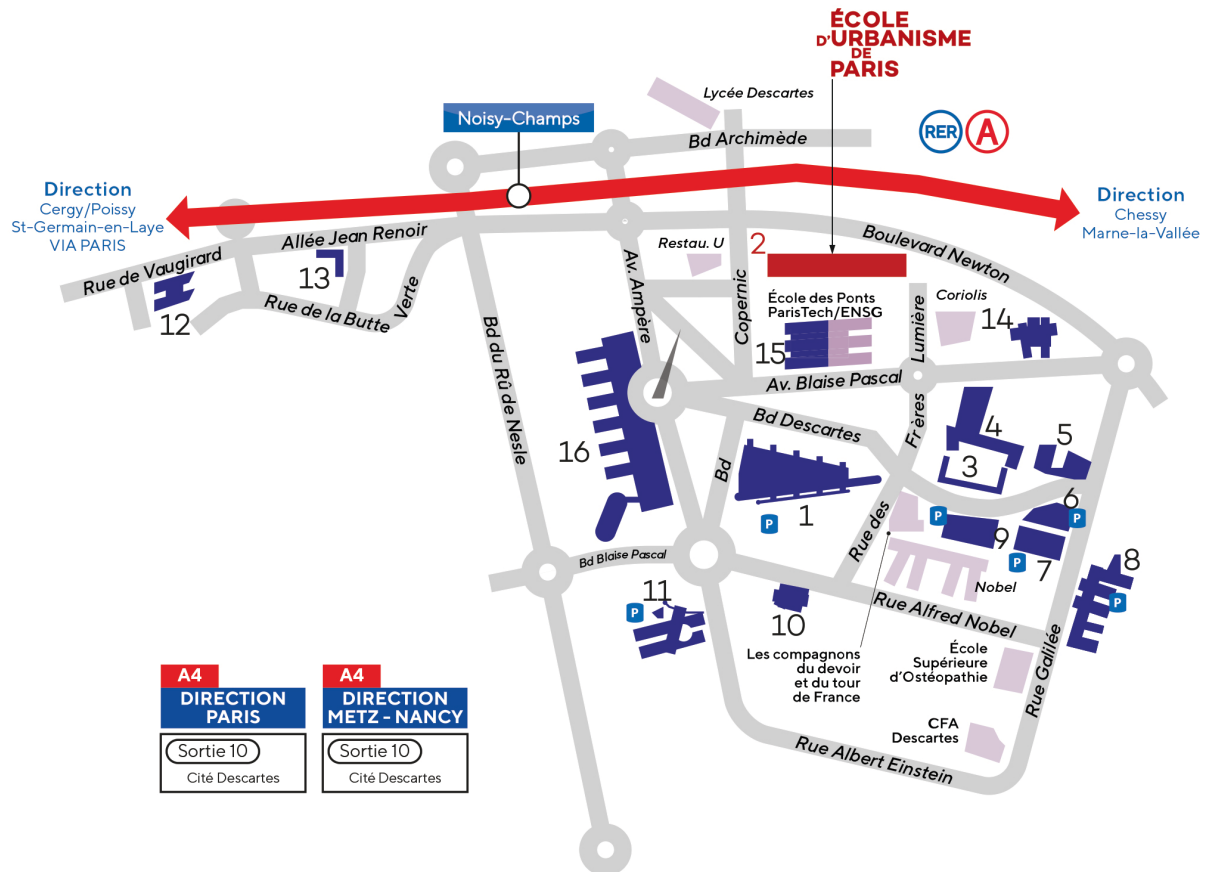 ÉCOLE
D'URBANISME
DE
PARIS
Lycée Descartes
Noisy-Champs
Bd Archimède
RER A
Direction
Cergy/Poissy
St-Germain-en-Laye
VIA PARIS
Direction
Chessy
Marne-la-Vallée
Rue de Vaugirard
Allée Jean Renoir
Rue de la Butte
Verte
12
13
Restau. U
2
Boulevard Newton
Av. Ampère
Copernic
École des Ponts
ParisTech/ENSG
15
Lumière
Coriolis
14
Av. Blaise Pascal
Bd du Rû de Nesle
16
Bd Descartes
Bd
Frères
4
3
5
6
P
1
P
Rue des
P
9
7
P
8
P
Bd Blaise Pascal
11
P
10
Nobel
Rue Alfred Nobel
Les compagnons
du devoir
et du tour
de France
École
Supérieure
d'Ostéopathie
Rue Galilée
CFA
Descartes
Rue Albert Einstein
A4
DIRECTION
PARIS
Sortie 10
Cité Descartes
A4
DIRECTION
METZ - NANCY
Sortie 10
Cité Descartes